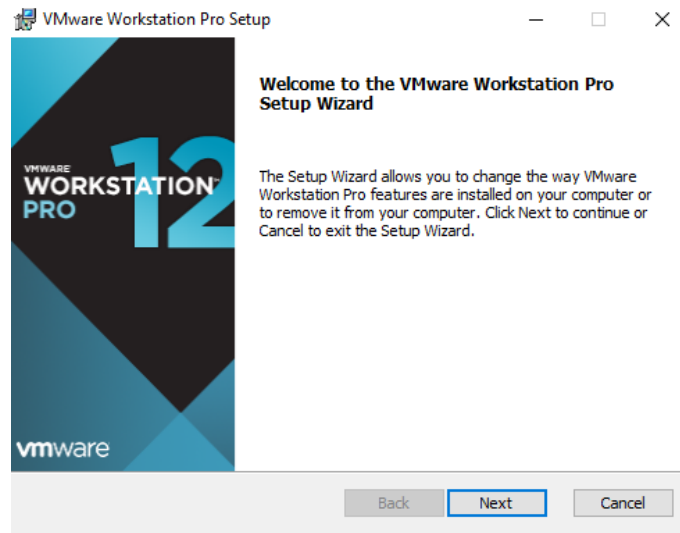 VMware Workstation Pro Setup
Welcome to the VMware Workstation Pro
Setup Wizard
VMWARE
WORKSTATION™
PRO
12
The Setup Wizard allows you to change the way VMware
Workstation Pro features are installed on your computer or
to remove it from your computer. Click Next to continue or
Cancel to exit the Setup Wizard.
vmware
Back
Next
Cancel